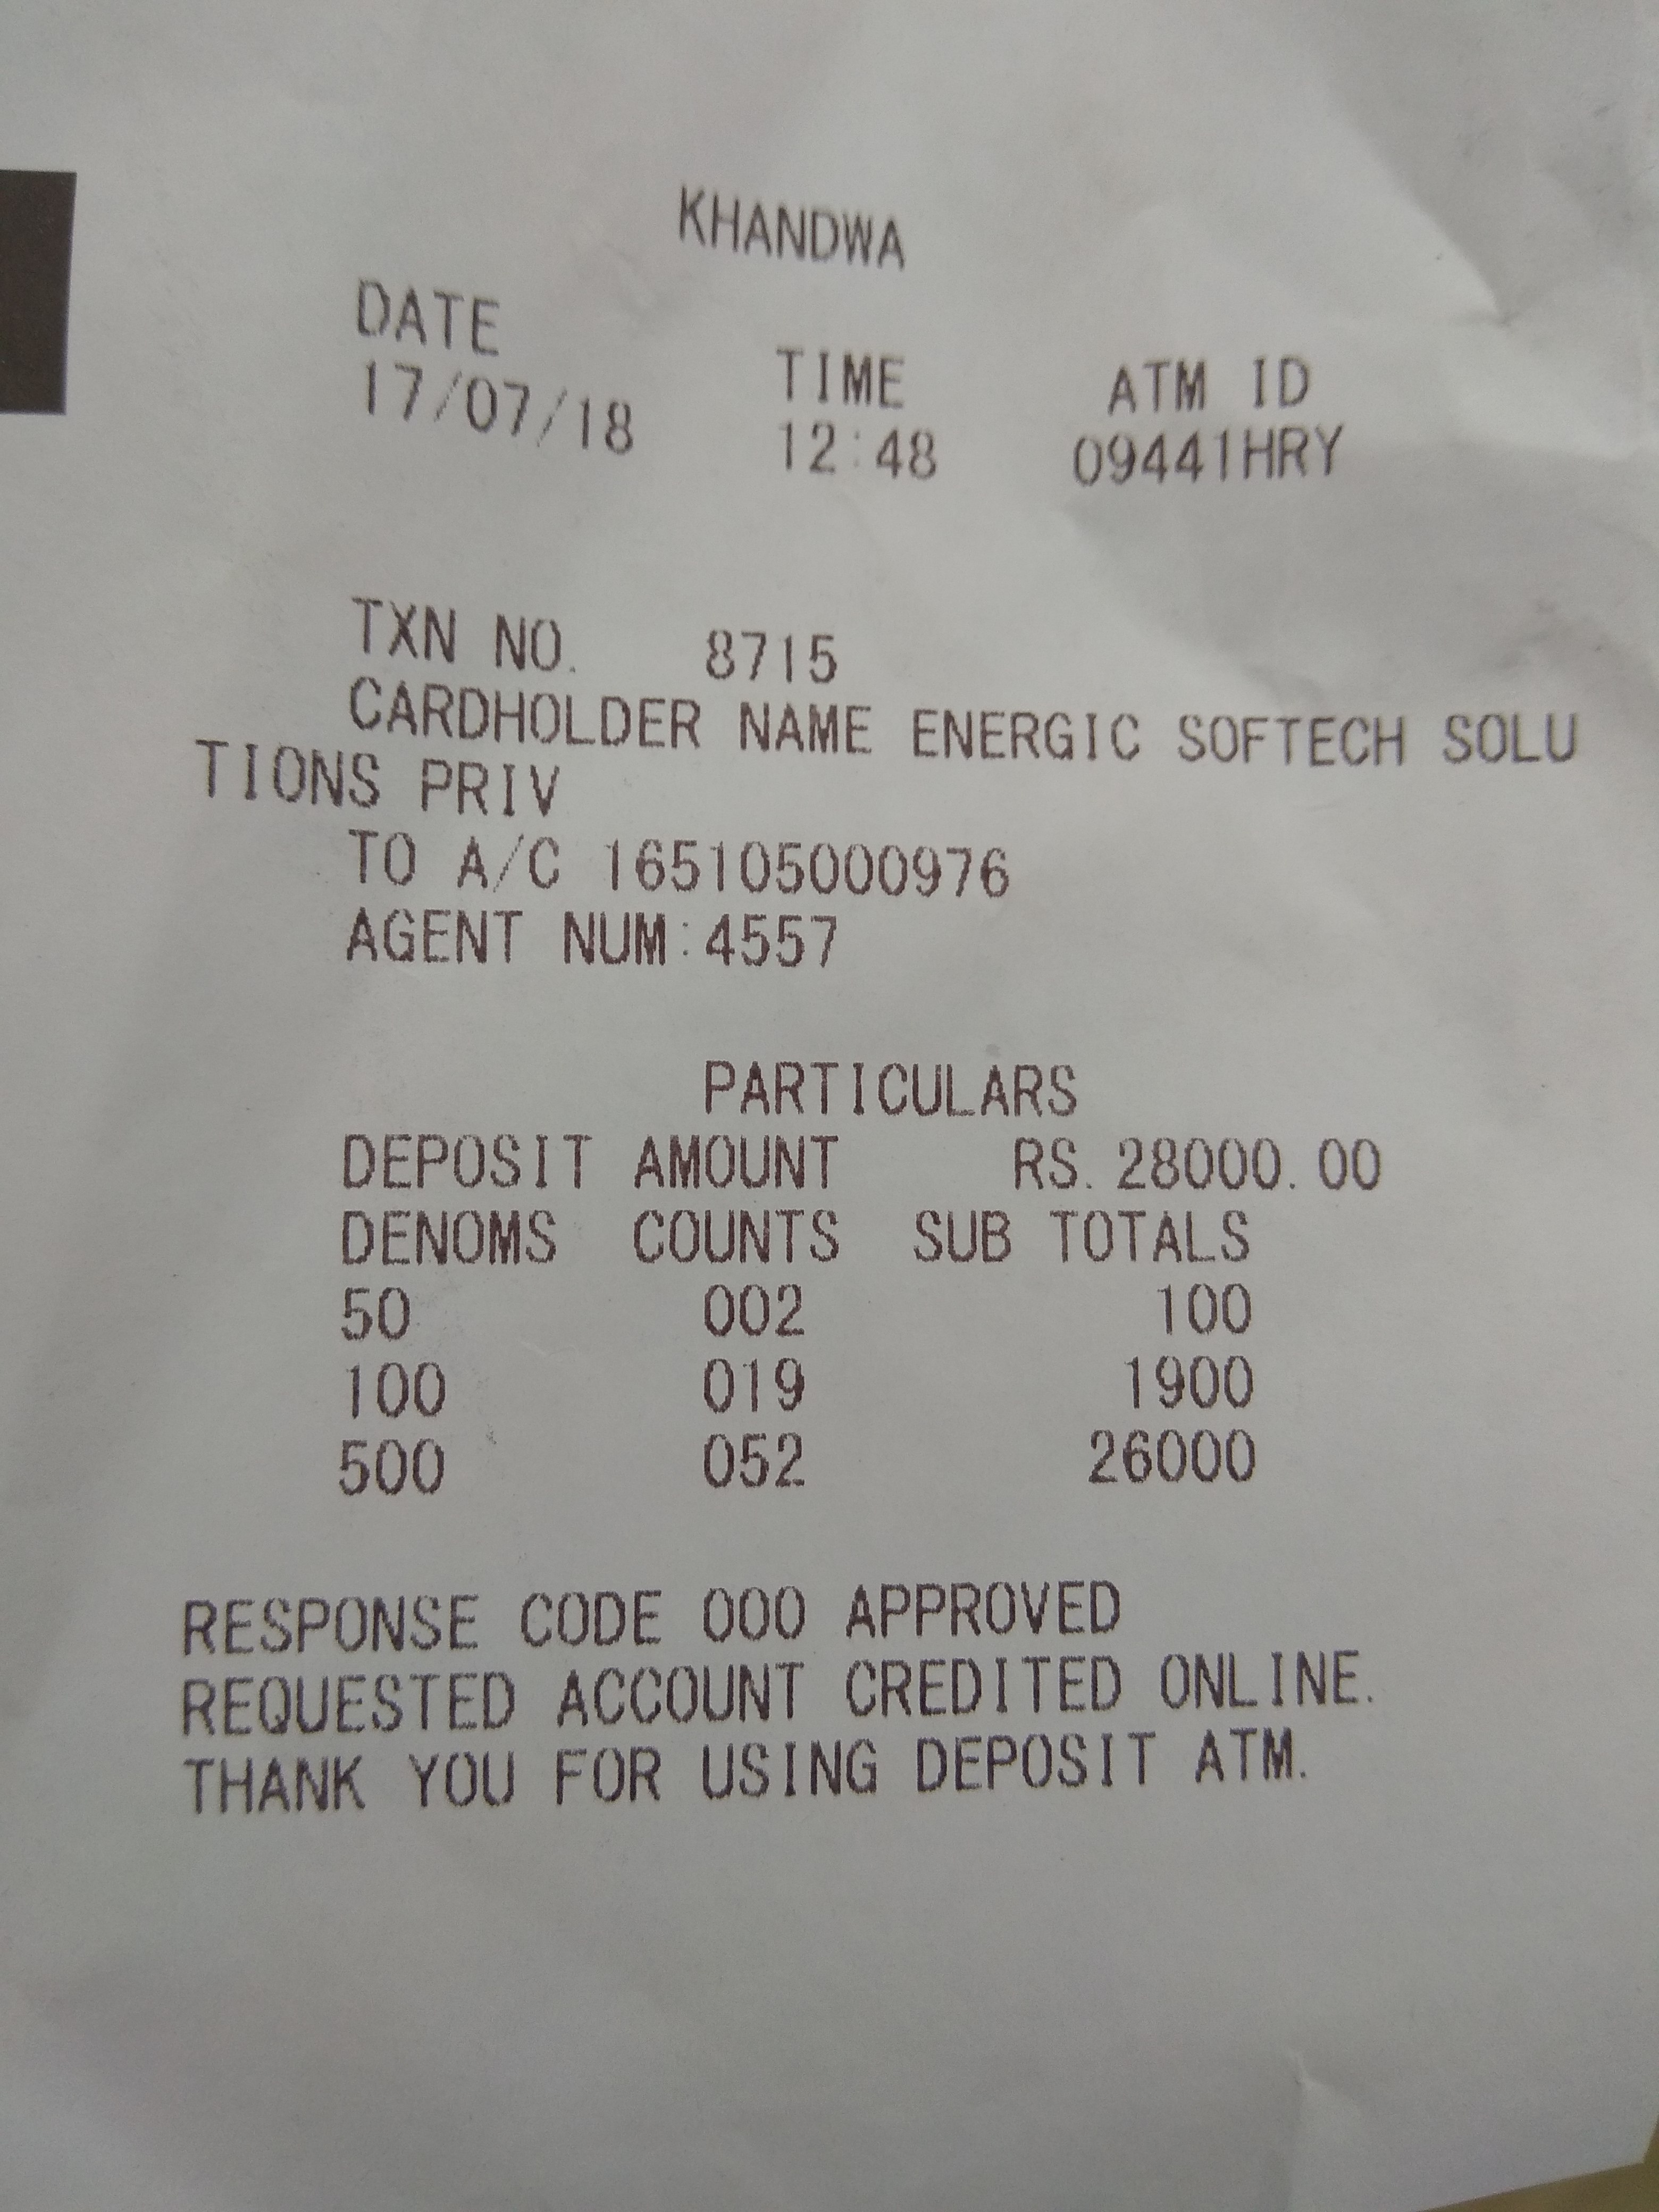 KHANDWA
DATE TIME ATM ID
17/07/18 12:48 09441HRY
TXN NO. 8715
CARDHOLDER NAME ENERGIC SOFTECH SOLU
TIONS PRIV
TO A/C 165105000976
AGENT NUM:4557
PARTICULARS
DEPOSIT AMOUNT RS.28000.00
DENOMS COUNTS SUB TOTALS
50 002 100
100 019 1900
500 052 26000
RESPONSE CODE 000 APPROVED
REQUESTED ACCOUNT CREDITED ONLINE.
THANK YOU FOR USING DEPOSIT ATM.